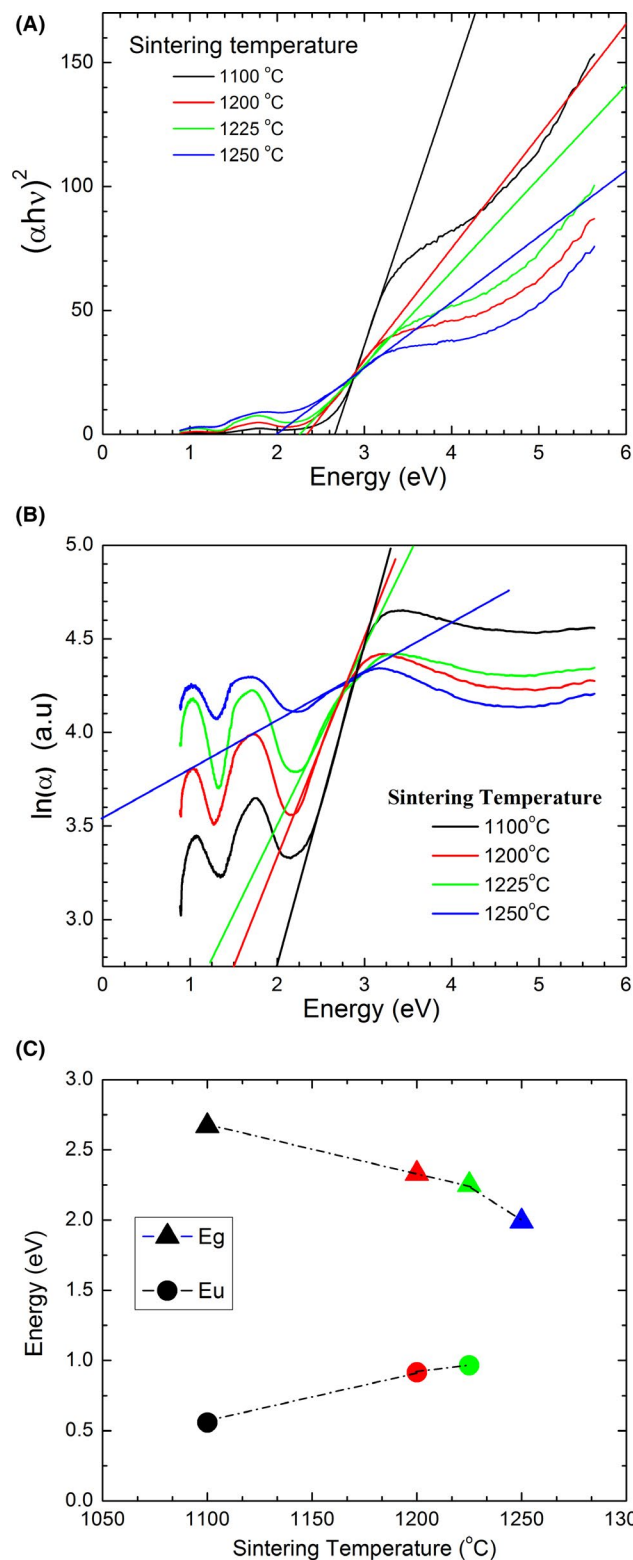 (A)
Sintering temperature
1100 °C
1200 °C
1225 °C
1250 °C
(αhν)²
150
100
50
0
0 1 2 3 4 5 6
Energy (eV)
(B)
5.0
4.5
4.0
3.5
3.0
ln(α) (a.u)
Sintering Temperature
1100°C
1200°C
1225°C
1250°C
0 1 2 3 4 5 6
Energy (eV)
(C)
3.0
2.5
2.0
1.5
1.0
0.5
0.0
Energy (eV)
Eg
Eu
1050 1100 1150 1200 1250 130
Sintering Temperature (°C)